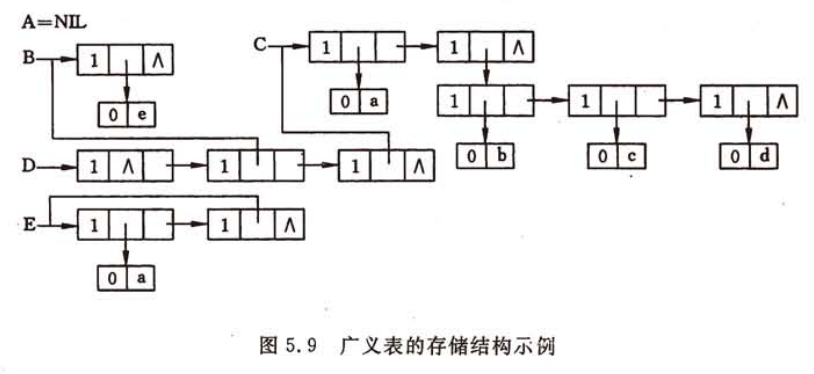 A=NIL
B 1 ∧ C 1 1 ∧
0 e 0 a 1 1 1 ∧
D 1 ∧ 1 1 ∧ 0 b 0 c 0 d
E 1 1 ∧
0 a
图 5.9 广义表的存储结构示例